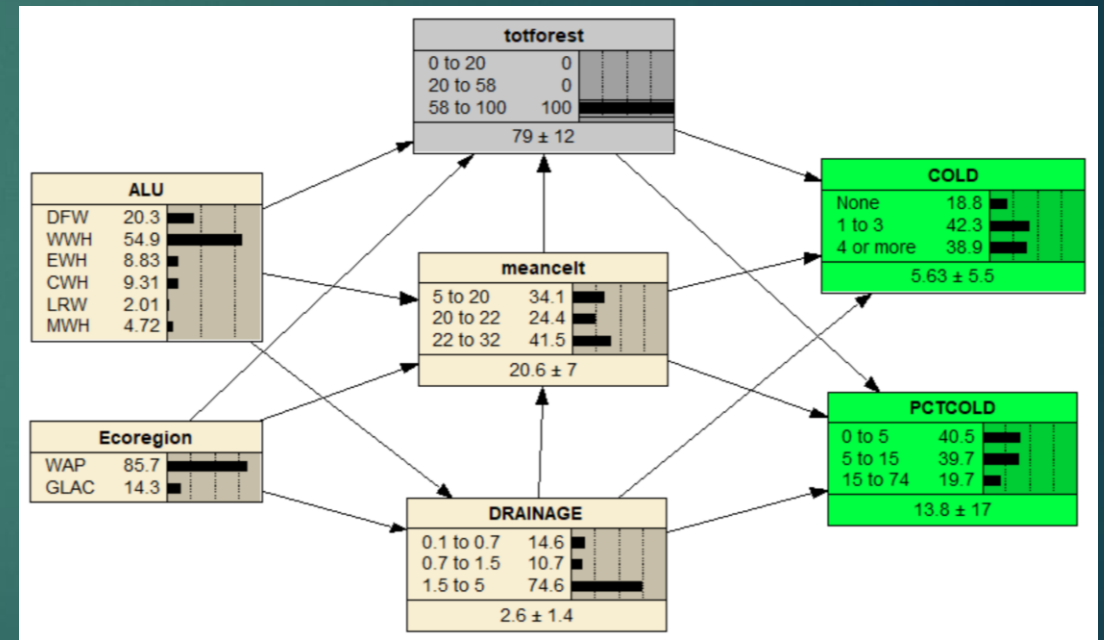 totforest
0 to 20 0
20 to 58 0
58 to 100 100
79 ± 12
ALU
DFW 20.3
WWH 54.9
EWH 8.83
CWH 9.31
LRW 2.01
MWH 4.72
COLD
None 18.8
1 to 3 42.3
4 or more 38.9
5.63 ± 5.5
meancelt
5 to 20 34.1
20 to 22 24.4
22 to 32 41.5
20.6 ± 7
Ecoregion
WAP 85.7
GLAC 14.3
PCTCOLD
0 to 5 40.5
5 to 15 39.7
15 to 74 19.7
13.8 ± 17
DRAINAGE
0.1 to 0.7 14.6
0.7 to 1.5 10.7
1.5 to 5 74.6
2.6 ± 1.4